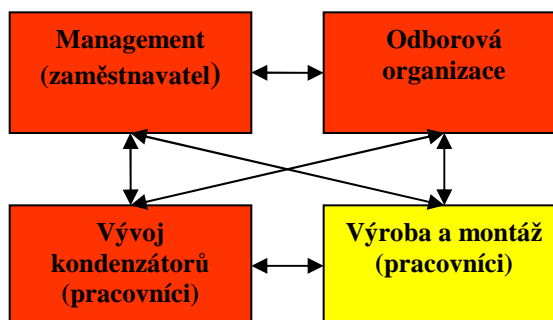 Management
(zaměstnavatel)
Odborová
organizace
Vývoj
kondenzátorů
(pracovníci)
Výroba a montáž
(pracovníci)